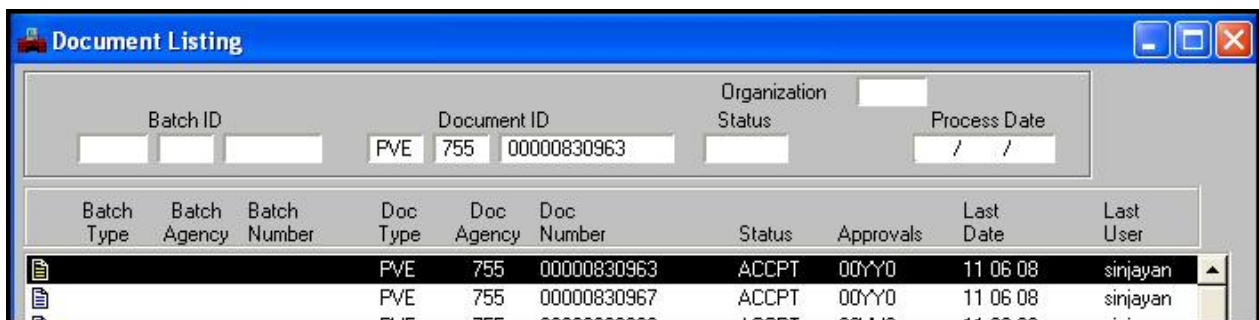 Document Listing
Organization
Batch ID Document ID Status Process Date
PVE 755 00000830963 / /
Batch Batch Batch Doc Doc Doc Last Last
Type Agency Number Type Agency Number Status Approvals Date User
PVE 755 00000830963 ACCPT 00YY0 11 06 08 sinjayan
PVE 755 00000830967 ACCPT 00YY0 11 06 08 sinjayan